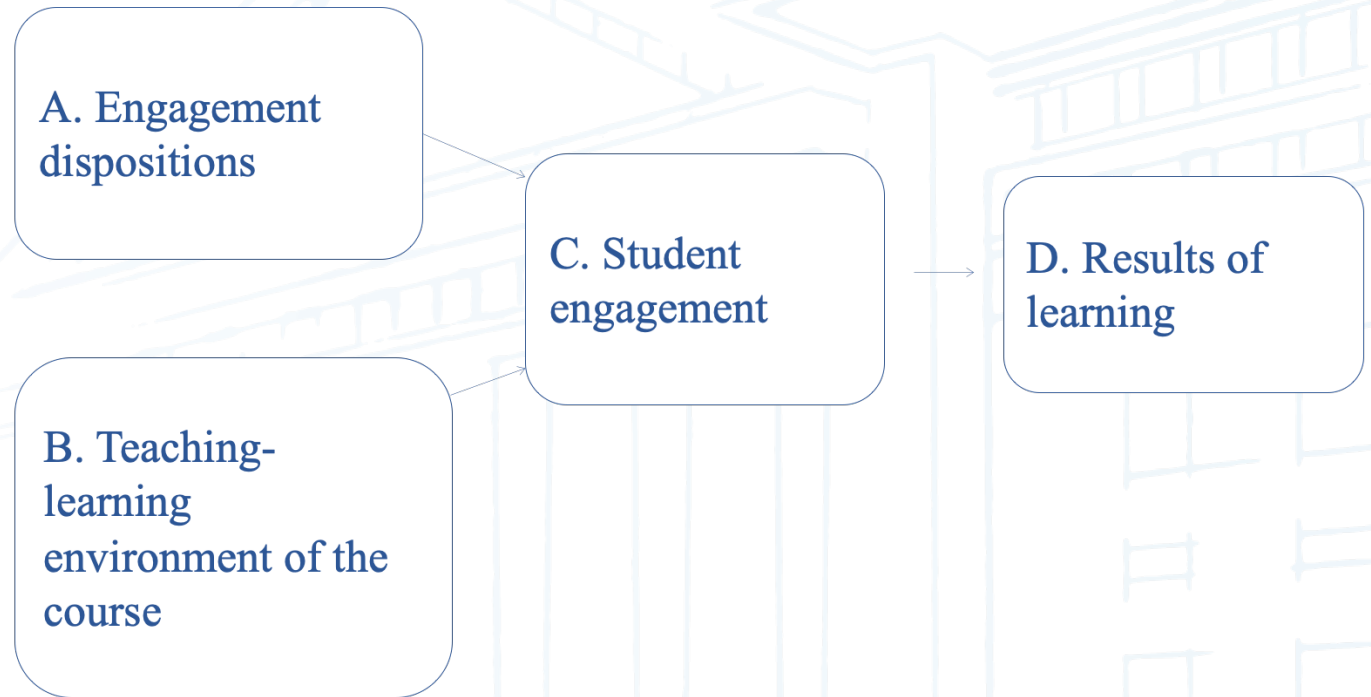 A. Engagement
dispositions
B. Teaching-
learning
environment of the
course
C. Student
engagement
D. Results of
learning